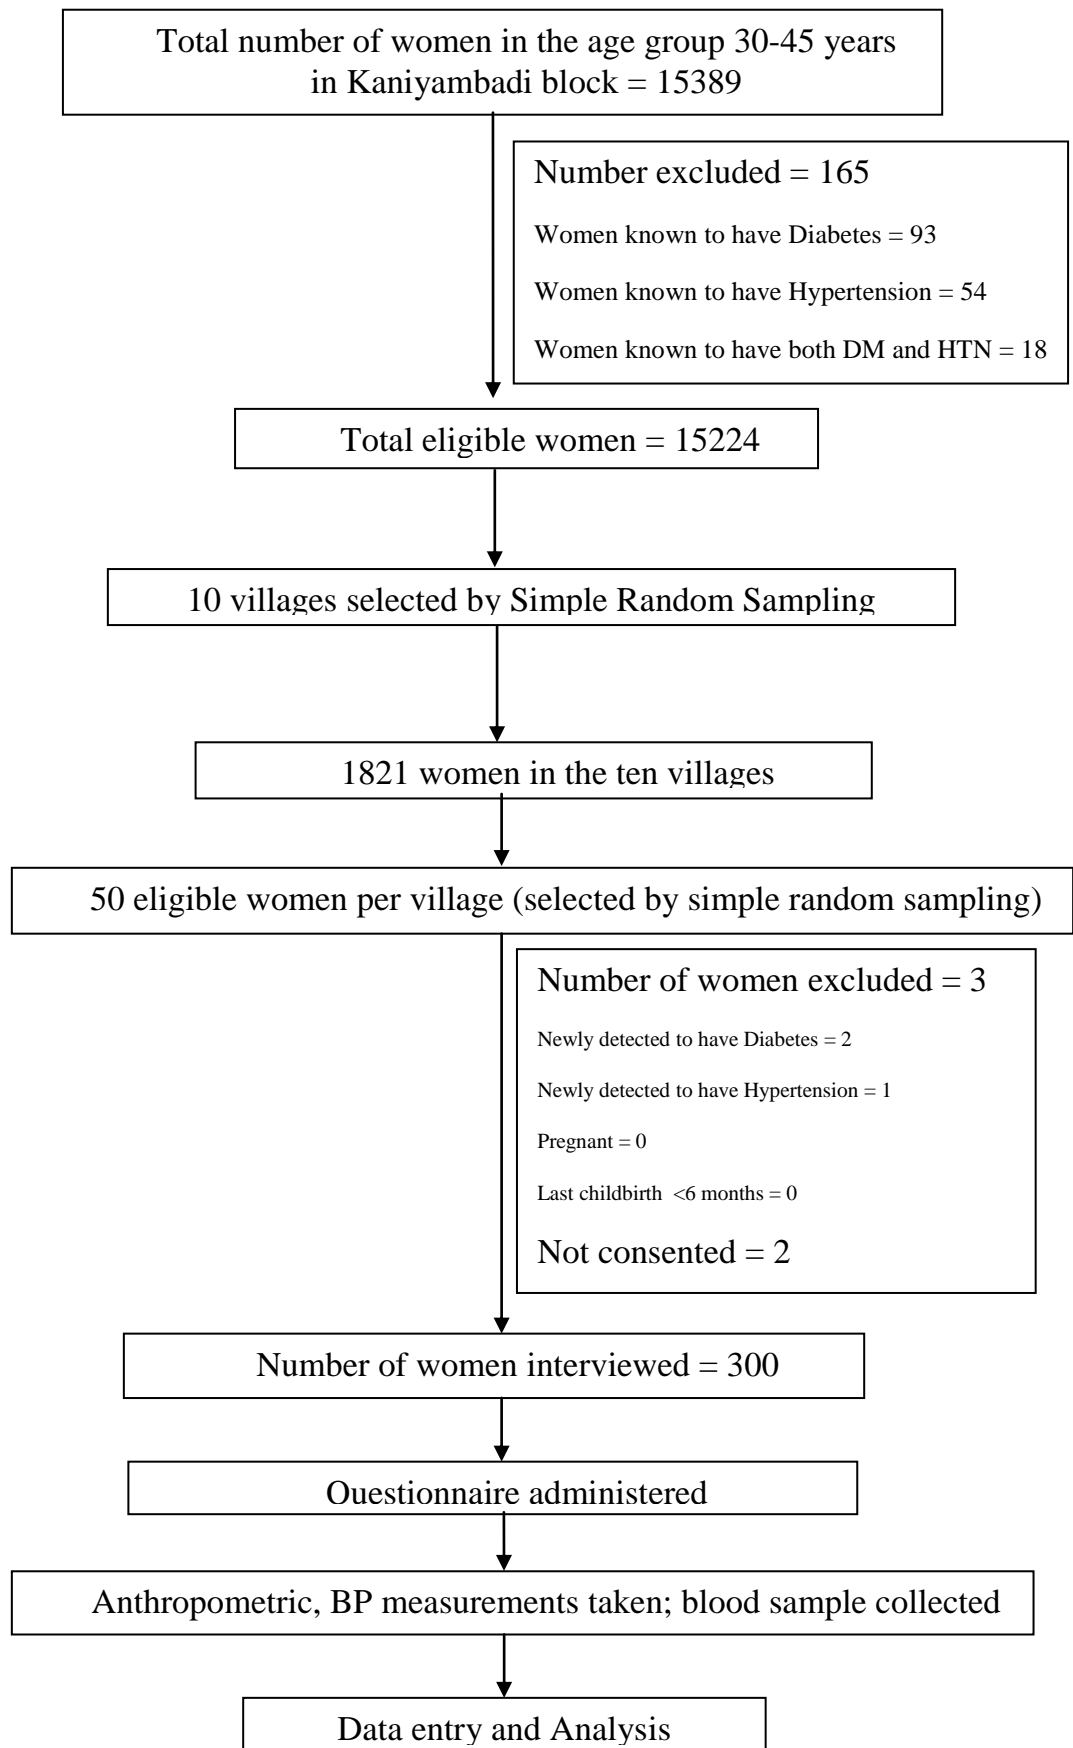 Total number of women in the age group 30-45 years
in Kaniyambadi block = 15389
Number excluded = 165
Women known to have Diabetes = 93
Women known to have Hypertension = 54
Women known to have both DM and HTN = 18
Total eligible women = 15224
10 villages selected by Simple Random Sampling
1821 women in the ten villages
50 eligible women per village (selected by simple random sampling)
Number of women excluded = 3
Newly detected to have Diabetes = 2
Newly detected to have Hypertension = 1
Pregnant = 0
Last childbirth <6 months = 0
Not consented = 2
Number of women interviewed = 300
Questionnaire administered
Anthropometric, BP measurements taken; blood sample collected
Data entry and Analysis